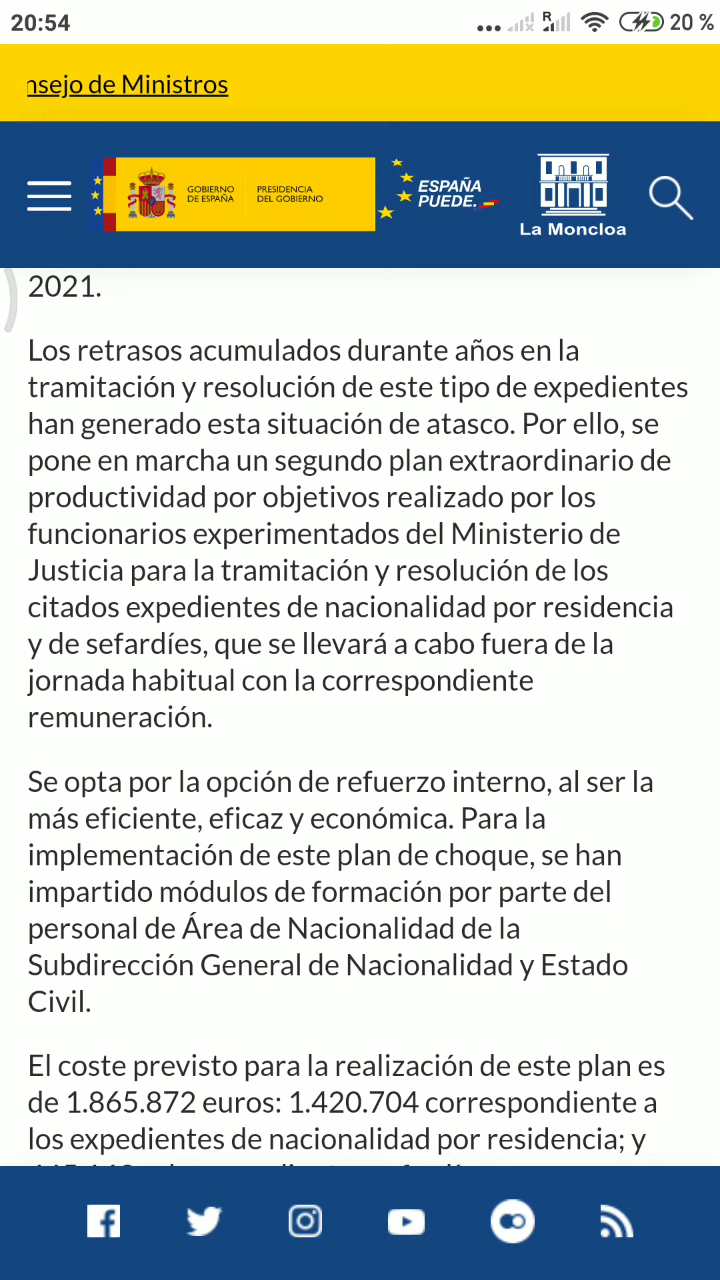 20:54
R
20 %
nsejo de Ministros
GOBIERNO
DE ESPAÑA
PRESIDENCIA
DEL GOBIERNO
ESPAÑA
PUEDE.
La Moncloa
2021.
Los retrasos acumulados durante años en la
tramitación y resolución de este tipo de expedientes
han generado esta situación de atasco. Por ello, se
pone en marcha un segundo plan extraordinario de
productividad por objetivos realizado por los
funcionarios experimentados del Ministerio de
Justicia para la tramitación y resolución de los
citados expedientes de nacionalidad por residencia
y de sefardíes, que se llevará a cabo fuera de la
jornada habitual con la correspondiente
remuneración.
Se opta por la opción de refuerzo interno, al ser la
más eficiente, eficaz y económica. Para la
implementación de este plan de choque, se han
impartido módulos de formación por parte del
personal de Área de Nacionalidad de la
Subdirección General de Nacionalidad y Estado
Civil.
El coste previsto para la realización de este plan es
de 1.865.872 euros: 1.420.704 correspondiente a
los expedientes de nacionalidad por residencia; y